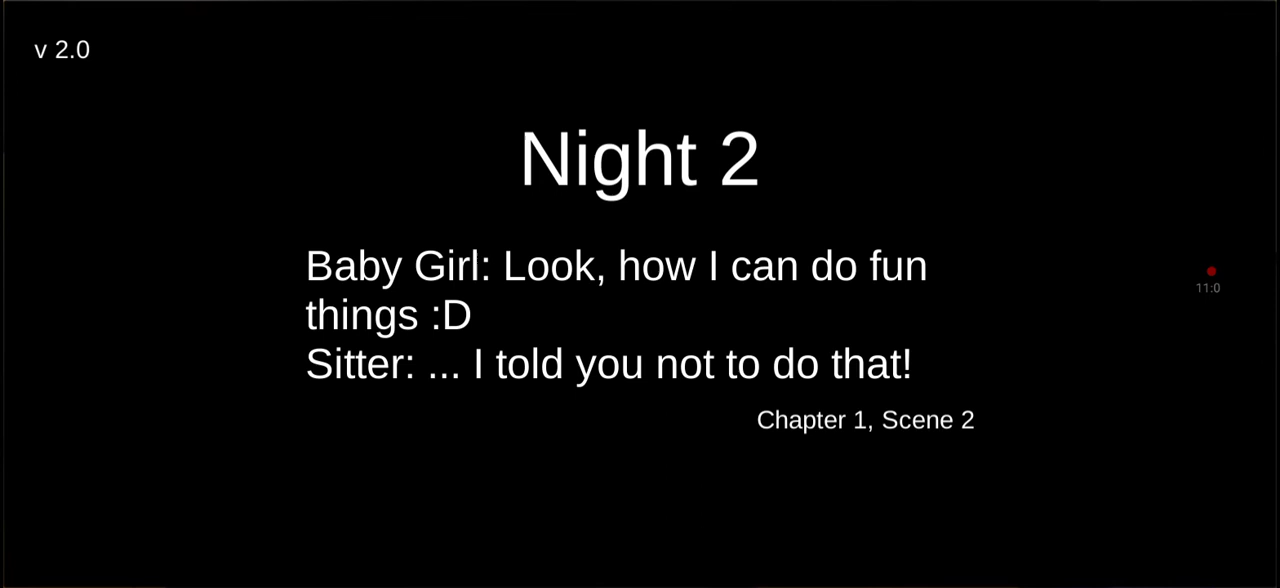 v 2.0
Night 2
Baby Girl: Look, how I can do fun
things :D
Sitter: ... I told you not to do that!
Chapter 1, Scene 2
11:0